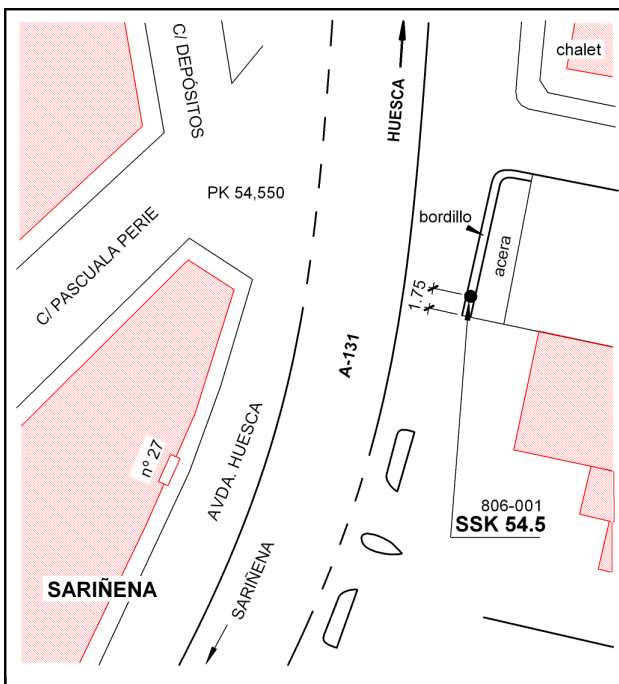 chalet
C/ DEPÓSITOS
HUESCA
PK 54,550
bordillo
acera
C/ PASCUALA PERIE
1.75
A-131
nº 27
AVDA. HUESCA
806-001
SSK 54.5
SARIÑENA
SARIÑENA